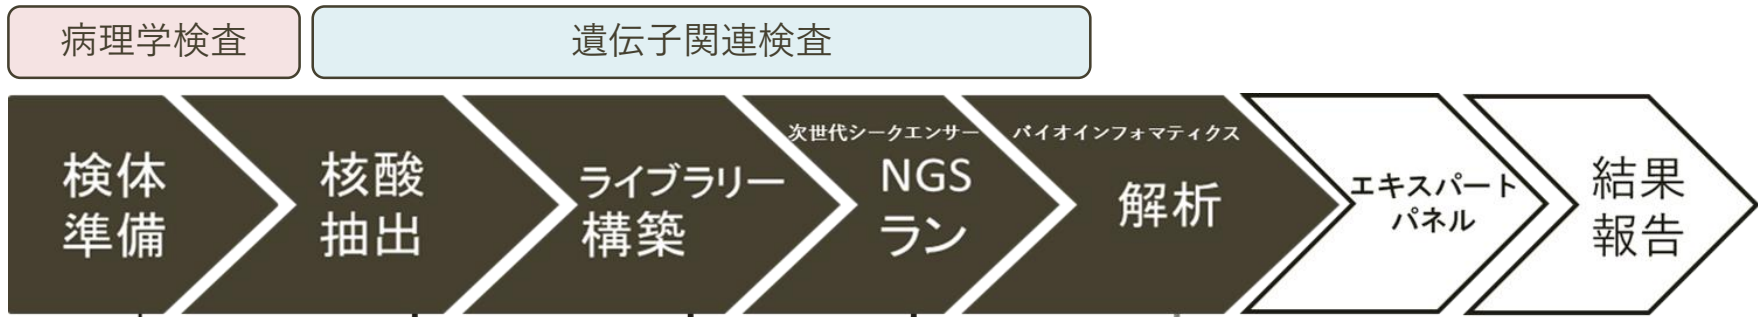 病理学検査
遺伝子関連検査
検体
準備
核酸
抽出
ライブラリー
構築
次世代シークエンサー
NGS
ラン
バイオインフォマティクス
解析
エキスパート
パネル
結果
報告